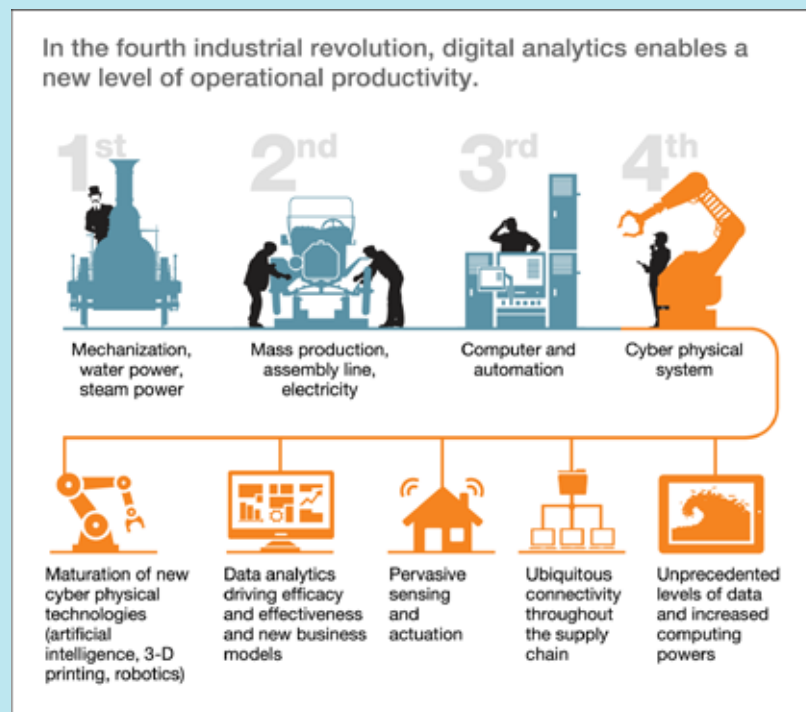 In the fourth industrial revolution, digital analytics enables a
new level of operational productivity.
1st
2nd
3rd
4th
Mechanization,
water power,
steam power
Mass production,
assembly line,
electricity
Computer and
automation
Cyber physical
system
Maturation of new
cyber physical
technologies
(artificial
intelligence, 3-D
printing, robotics)
Data analytics
driving efficacy
and effectiveness
and new business
models
Pervasive
sensing
and
actuation
Ubiquitous
connectivity
throughout
the supply
chain
Unprecedented
levels of data
and increased
computing
powers